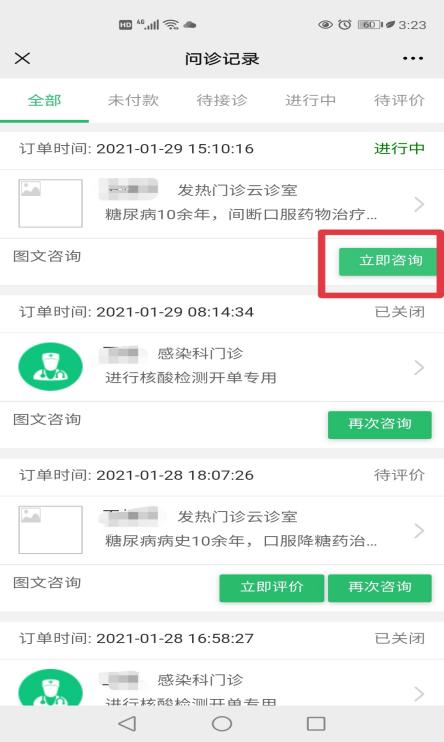 HD 4G 60 3:23
问诊记录
全部 未付款 待接诊 进行中 待评价
订单时间: 2021-01-29 15:10:16 进行中
发热门诊云诊室
糖尿病10余年，间断口服药物治疗...
图文咨询 立即咨询
订单时间: 2021-01-29 08:14:34 已关闭
感染科门诊
进行核酸检测开单专用
图文咨询 再次咨询
订单时间: 2021-01-28 18:07:26 待评价
发热门诊云诊室
糖尿病病史10余年，口服降糖药治...
图文咨询 立即评价 再次咨询
订单时间: 2021-01-28 16:58:27 已关闭
感染科门诊
进行核酸检测开单专用